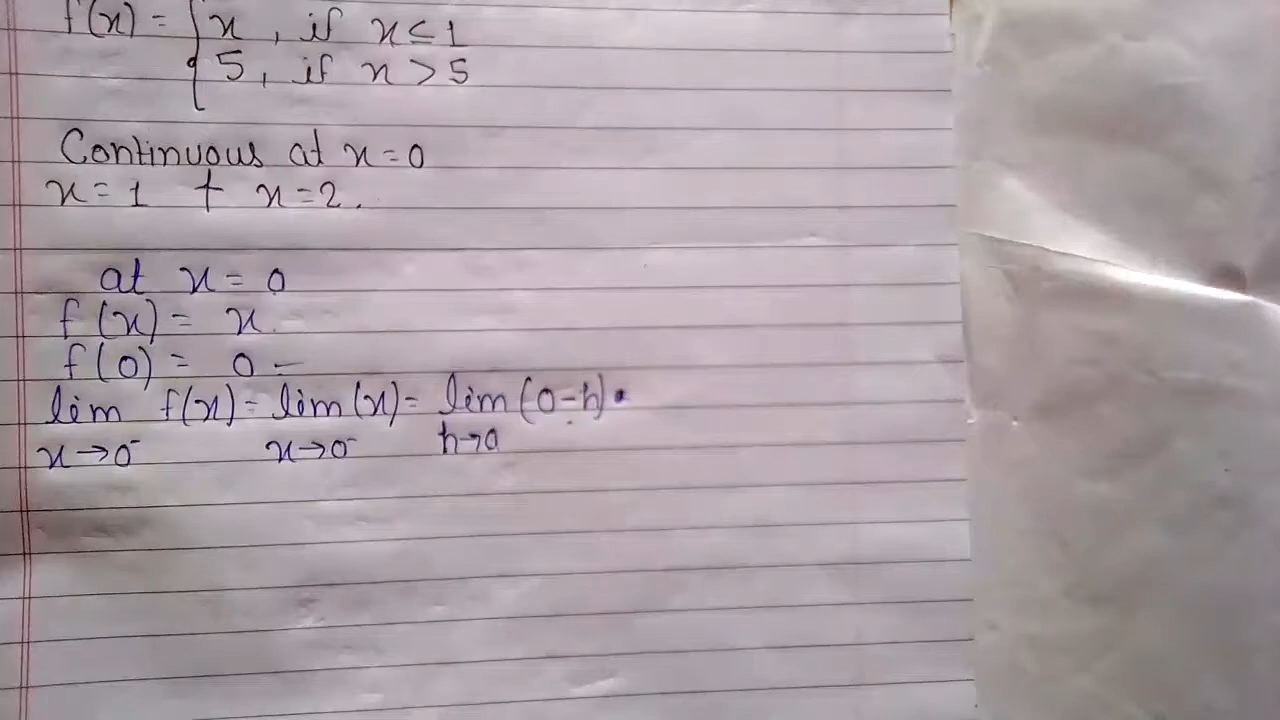 f(x) = { x , if x ≤ 1
5, if x > 5
Continuous at x = 0
x = 1 + x = 2.
at x = 0
f(x) = x.
f(0) = 0 –
lim f(x) = lim (x) = lim (0-h)
x→0⁻ x→0⁻ h→0